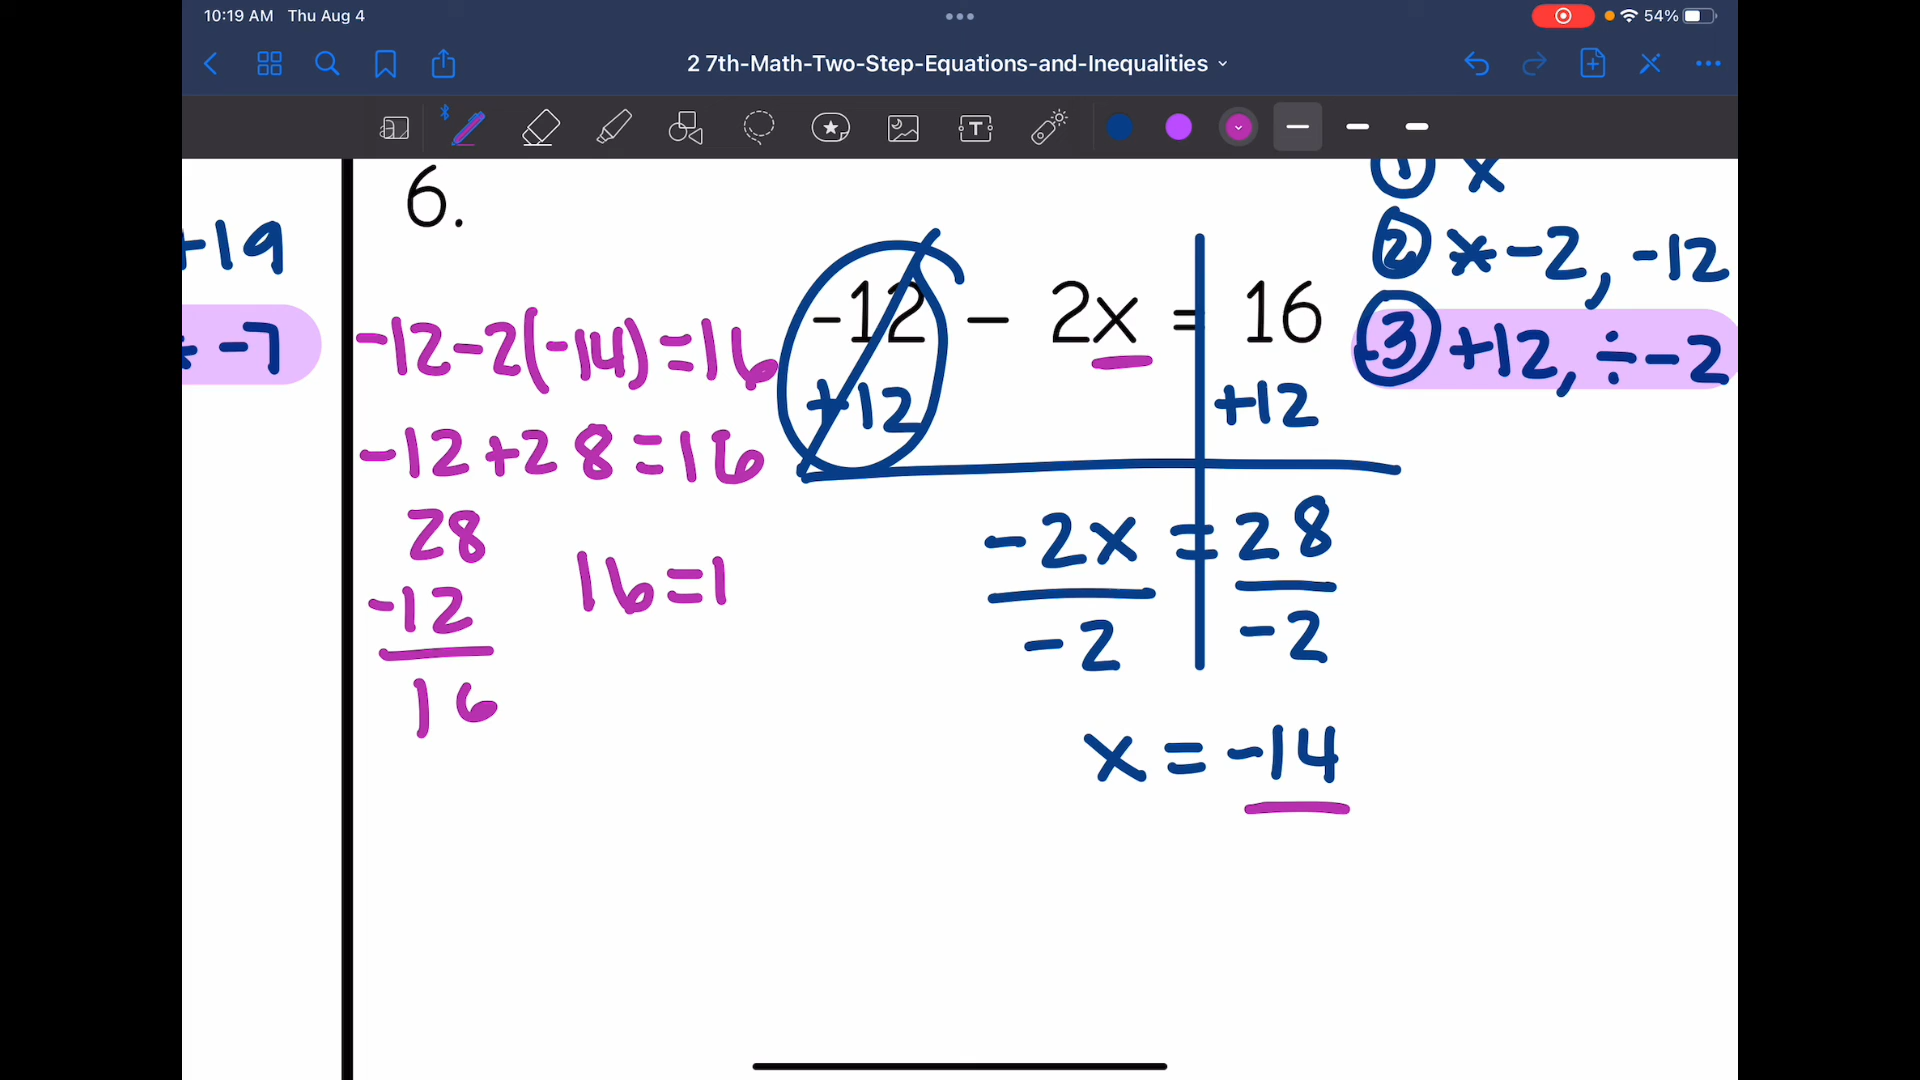 10:19 AM Thu Aug 4
54%
2 7th-Math-Two-Step-Equations-and-Inequalities
T
6.
① x
+19
② * -2, -12
-12 - 2x = 16
③ +12, ÷ -2
* -7
-12-2(-14)=16
+12 +12
-12+28=16
28
-12
16
16=1
-2x = 28
-2 -2
x = -14